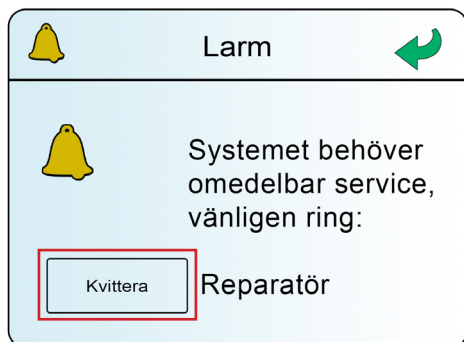 Larm
Systemet behöver
omedelbar service,
vänligen ring:
Kvittera
Reparatör